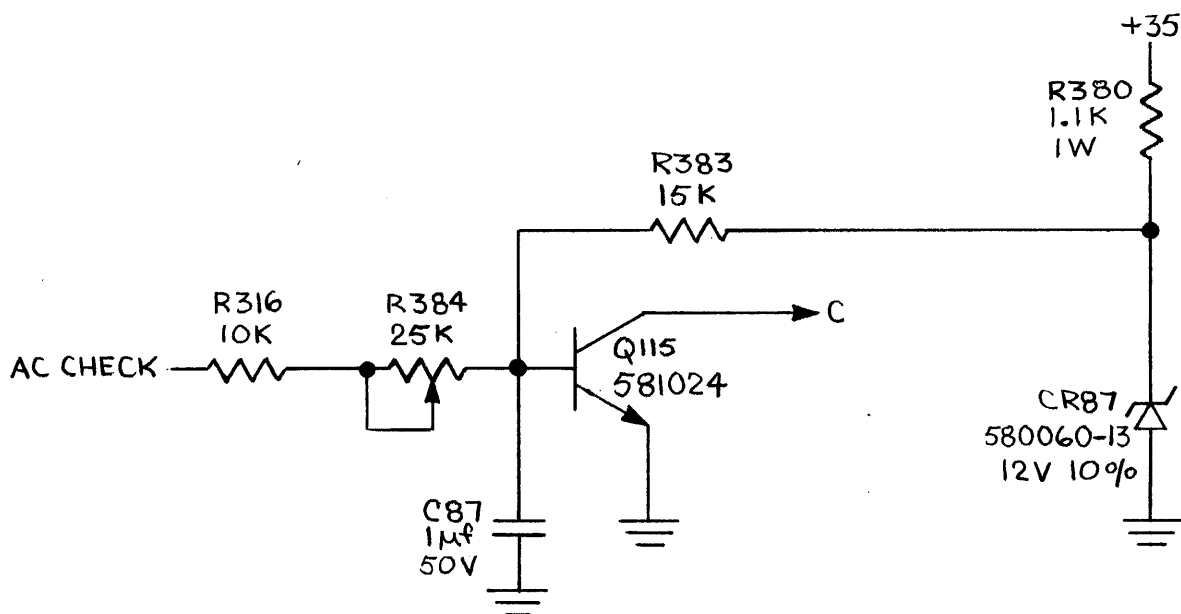 +35
R380
1.1K
1W
R383
15K
R316
10K
R384
25K
AC CHECK
C
Q115
581024
CR87
580060-13
12V 10%
C87
1μf
50V